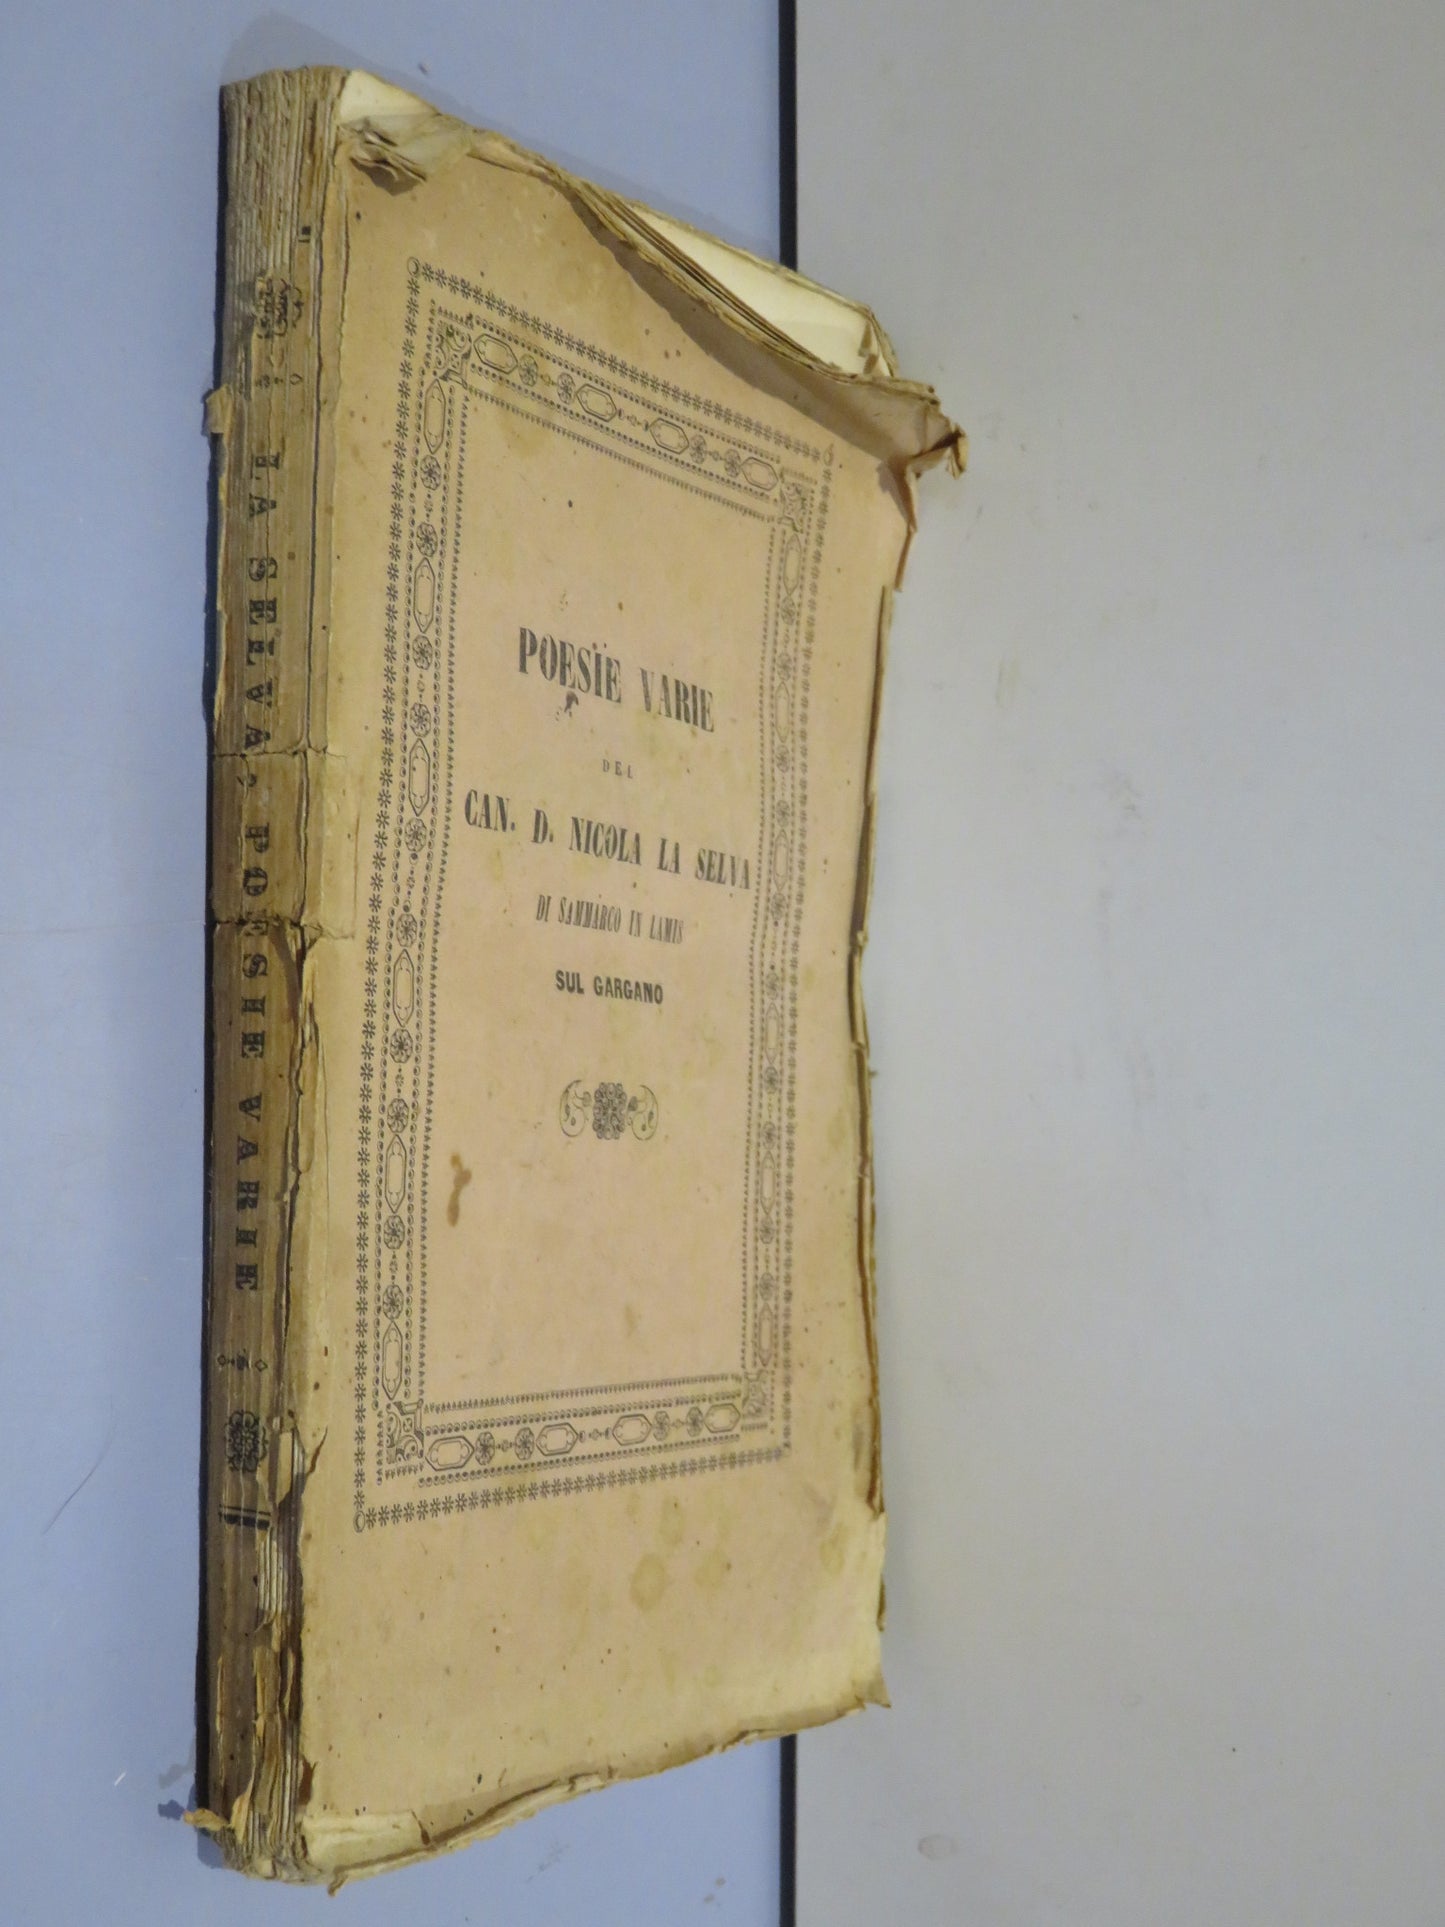 POESIE VARIE
DEL
CAN. D. NICOLA LA SELVA
DI SAMMARCO IN LAMIS
SUL GARGANO
LA SELVA, POESIE VARIE